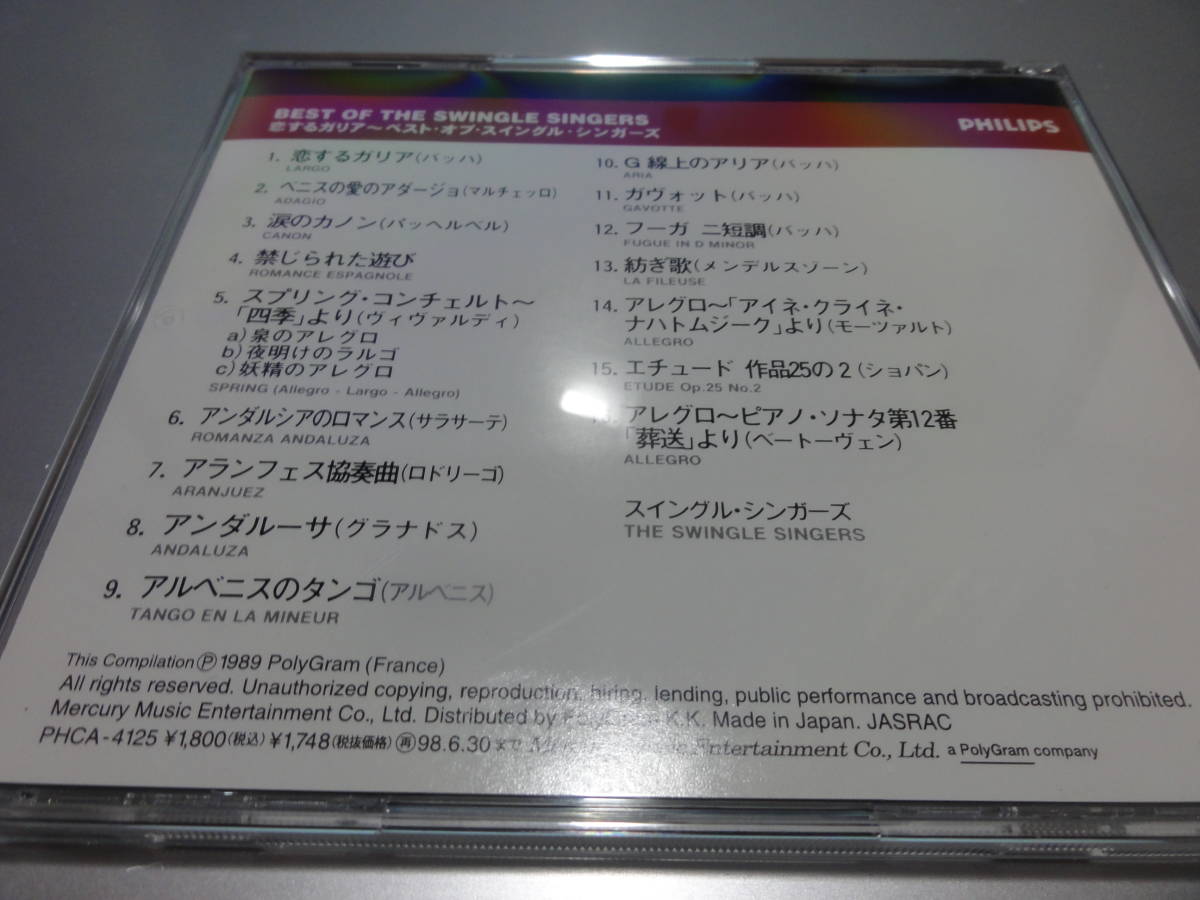 BEST OF THE SWINGLE SINGERS
恋するガリア～ベスト・オブ・スイングル・シンガーズ
PHILIPS
1. 恋するガリア(バッハ)
LARGO
2. ベニスの愛のアダージョ(マルチェッロ)
ADAGIO
3. 涙のカノン(パッヘルベル)
CANON
4. 禁じられた遊び
ROMANCE ESPAGNOLE
5. スプリング・コンチェルト～
「四季」より(ヴィヴァルディ)
a)泉のアレグロ
b)夜明けのラルゴ
c)妖精のアレグロ
SPRING (Allegro - Largo - Allegro)
6. アンダルシアのロマンス(サラサーテ)
ROMANZA ANDALUZA
7. アランフェス協奏曲(ロドリーゴ)
ARANJUEZ
8. アンダルーサ(グラナドス)
ANDALUZA
9. アルベニスのタンゴ(アルベニス)
TANGO EN LA MINEUR
10. G 線上のアリア(バッハ)
ARIA
11. ガヴォット(バッハ)
GAVOTTE
12. フーガ ニ短調(バッハ)
FUGUE IN D MINOR
13. 紡ぎ歌(メンデルスゾーン)
LA FILEUSE
14. アレグロ～「アイネ・クライネ・
ナハトムジーク」より(モーツァルト)
ALLEGRO
15. エチュード 作品25の2(ショパン)
ETUDE Op.25 No.2
アレグロ～ピアノ・ソナタ第12番
「葬送」より(ベートーヴェン)
ALLEGRO
スイングル・シンガーズ
THE SWINGLE SINGERS
This Compilation Ⓟ 1989 PolyGram (France)
All rights reserved. Unauthorized copying, reproduction, hiring, lending, public performance and broadcasting prohibited.
Mercury Music Entertainment Co., Ltd. Distributed by K.K. Made in Japan. JASRAC
PHCA-4125 ¥1,800(税込) ¥1,748(税抜価格) 再 98.6.30まで Entertainment Co., Ltd. a PolyGram company